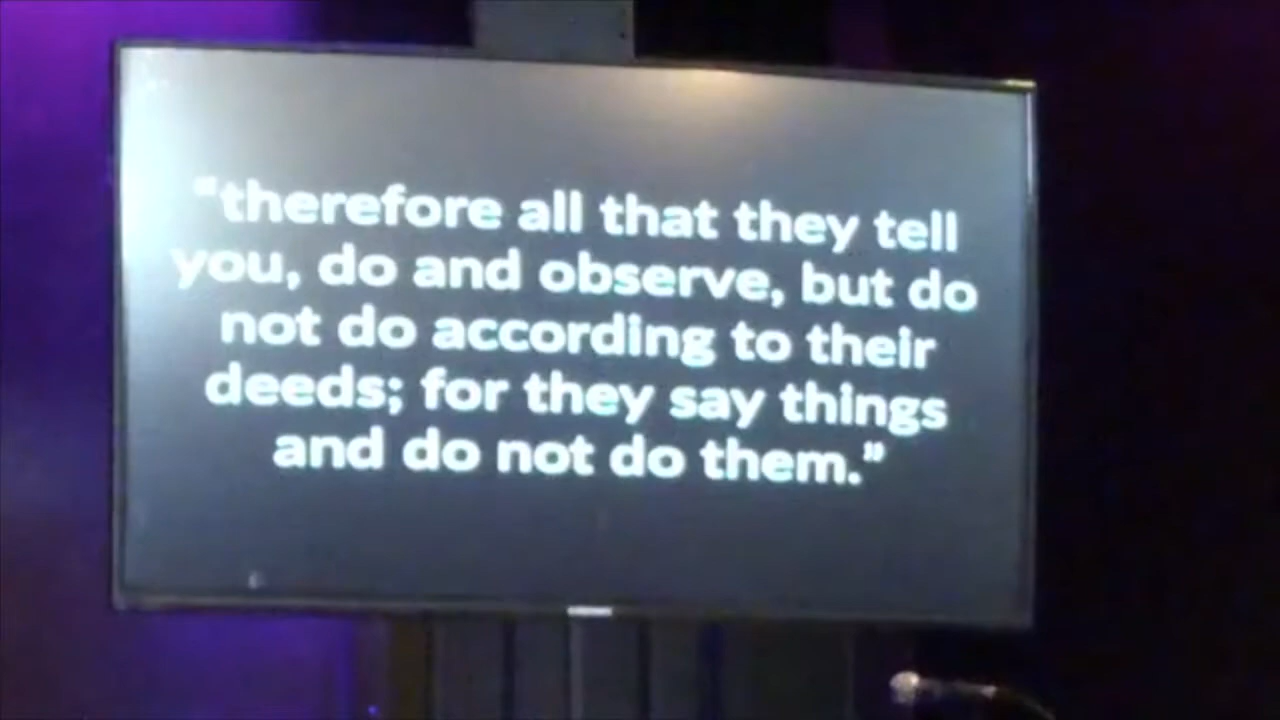 “therefore all that they tell
you, do and observe, but do
not do according to their
deeds; for they say things
and do not do them.”